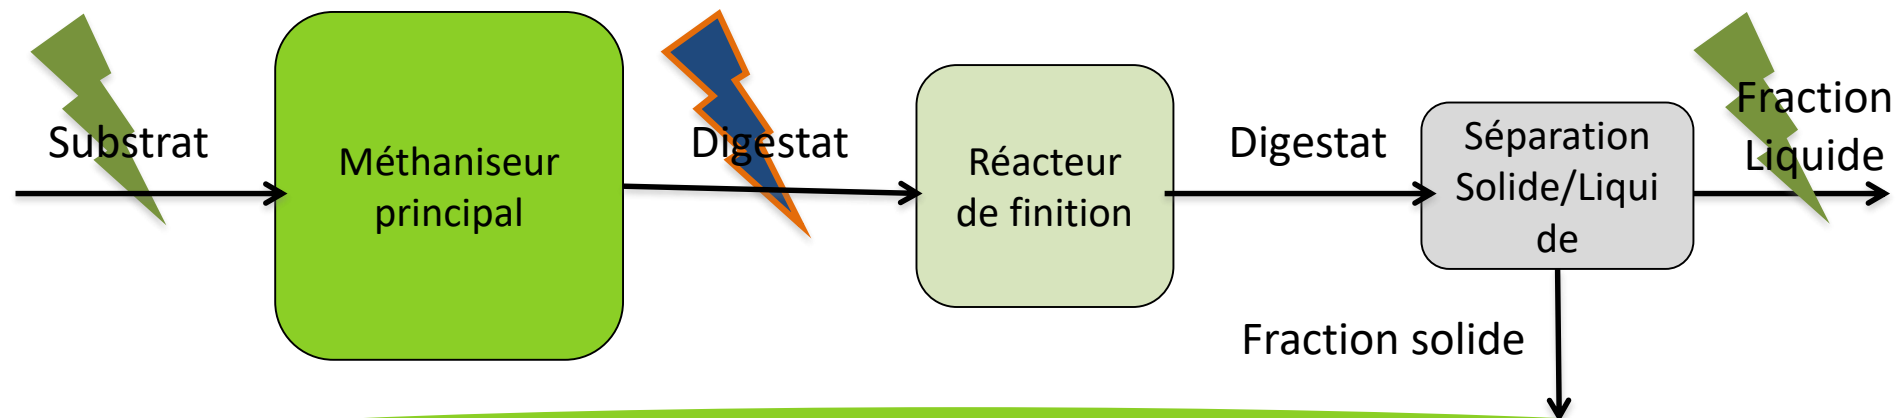 Substrat
Méthaniseur
principal
Digestat
Réacteur
de finition
Digestat
Séparation
Solide/Liqui
de
Fraction
Liquide
Fraction solide